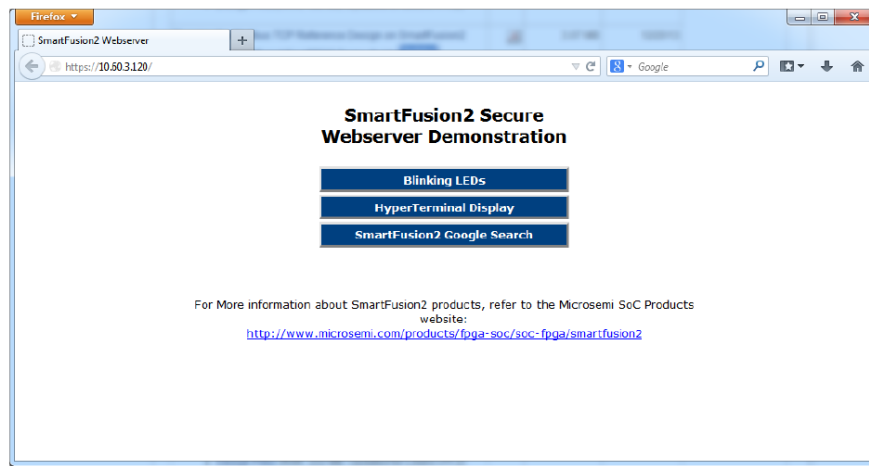 Firefox
SmartFusion2 Webserver
https://10.60.3.120/
Google
SmartFusion2 Secure
Webserver Demonstration
Blinking LEDs
HyperTerminal Display
SmartFusion2 Google Search
For More information about SmartFusion2 products, refer to the Microsemi SoC Products
website:
http://www.microsemi.com/products/fpga-soc/soc-fpga/smartfusion2